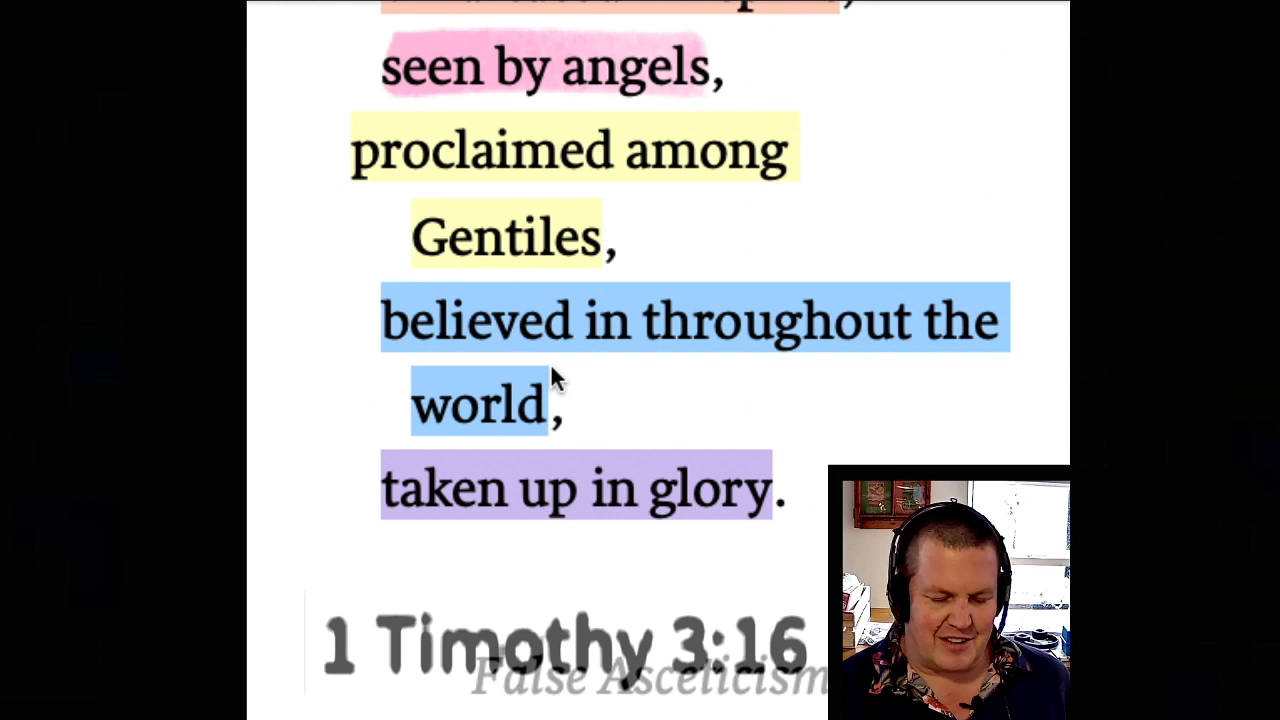 seen by angels,
proclaimed among
Gentiles,
believed in throughout the
world,
taken up in glory.
1 Timothy 3:16
False Asceticism